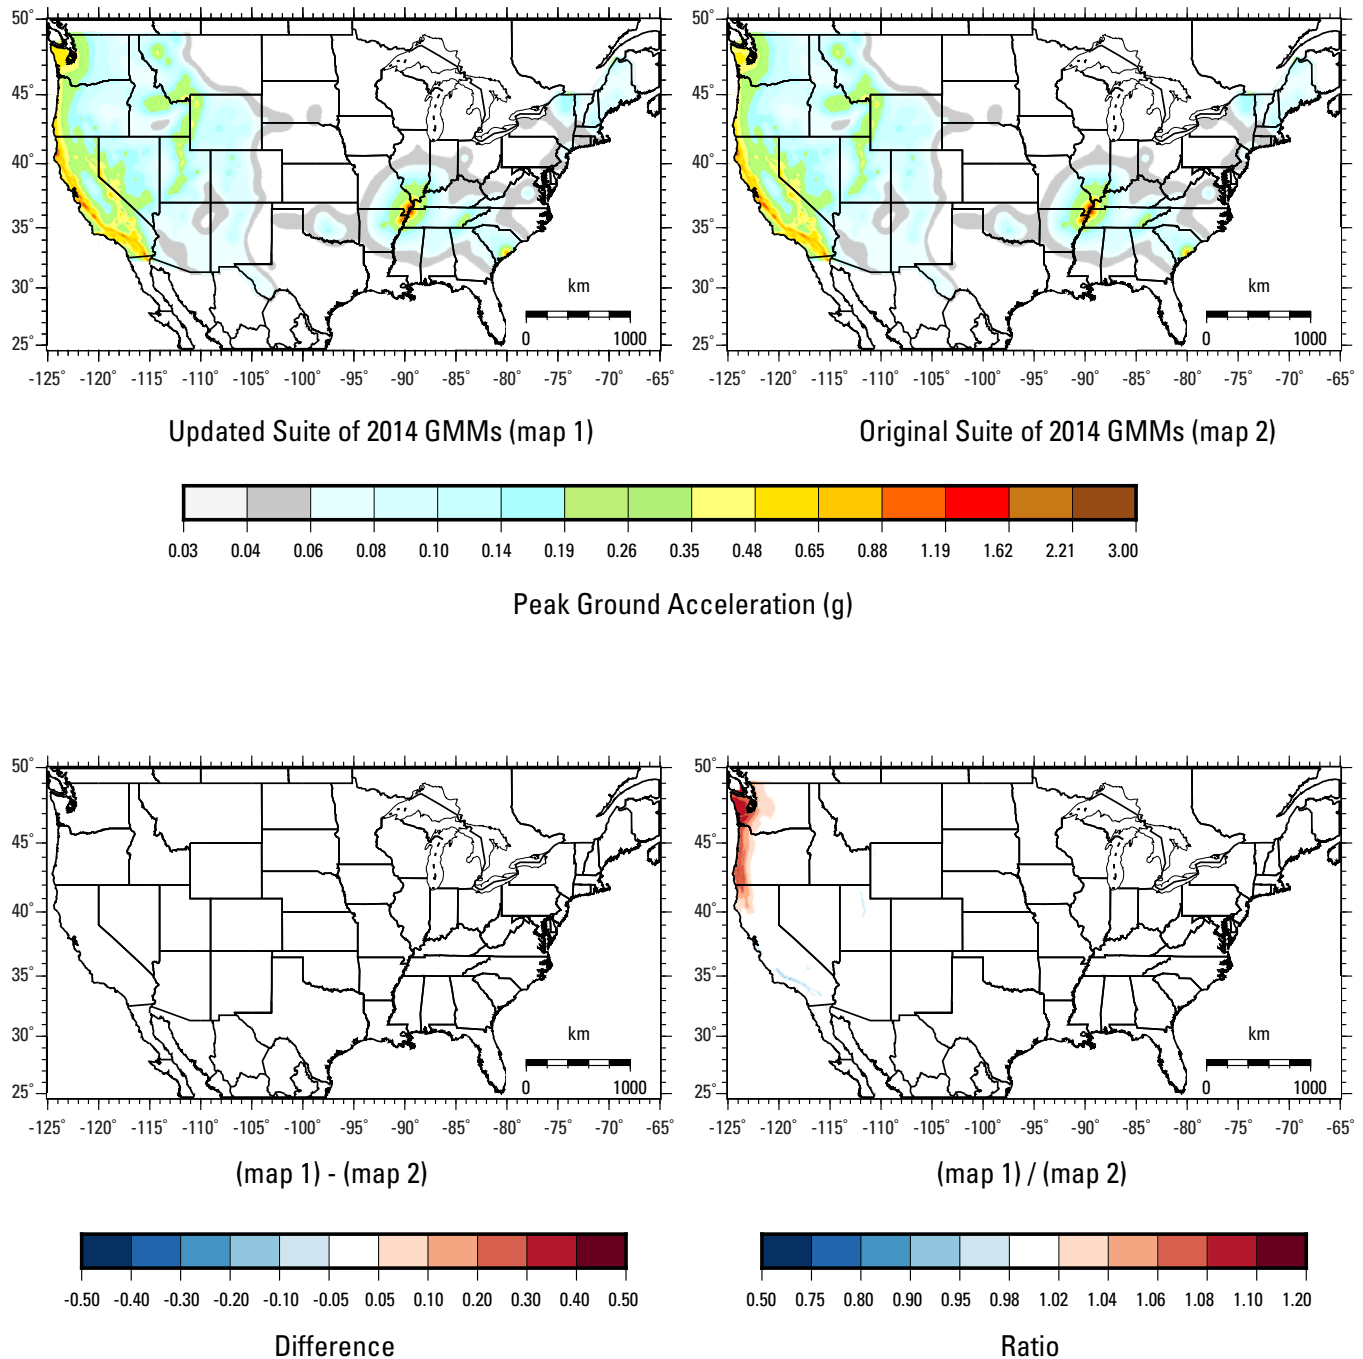 50° 50°
45° 45°
40° 40°
35° 35°
30° 30°
25° 25°
km km
0 1000 0 1000
-125° -120° -115° -110° -105° -100° -95° -90° -85° -80° -75° -70° -65° -125° -120° -115° -110° -105° -100° -95° -90° -85° -80° -75° -70° -65°
Updated Suite of 2014 GMMs (map 1) Original Suite of 2014 GMMs (map 2)
0.03 0.04 0.06 0.08 0.10 0.14 0.19 0.26 0.35 0.48 0.65 0.88 1.19 1.62 2.21 3.00
Peak Ground Acceleration (g)
50° 50°
45° 45°
40° 40°
35° 35°
30° 30°
25° 25°
km km
0 1000 0 1000
-125° -120° -115° -110° -105° -100° -95° -90° -85° -80° -75° -70° -65° -125° -120° -115° -110° -105° -100° -95° -90° -85° -80° -75° -70° -65°
(map 1) - (map 2) (map 1) / (map 2)
-0.50 -0.40 -0.30 -0.20 -0.10 -0.05 0.05 0.10 0.20 0.30 0.40 0.50 0.50 0.75 0.80 0.90 0.95 0.98 1.02 1.04 1.06 1.08 1.10 1.20
Difference Ratio